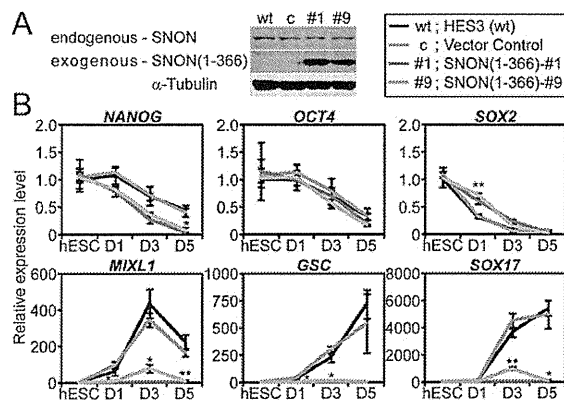 A
wt c #1 #9
endogenous - SNON
exogenous - SNON(1-366)
α-Tubulin
wt ; HES3 (wt)
c ; Vector Control
#1 ; SNON(1-366)-#1
#9 ; SNON(1-366)-#9
B
Relative expression level
NANOG
2.0
1.5
1.0
0.5
0
hESC D1 D3 D5
OCT4
2.0
1.5
1.0
0.5
0
hESC D1 D3 D5
SOX2
2.0
1.5
1.0
0.5
0
**
hESC D1 D3 D5
MIXL1
600
400
200
0
*
*
**
hESC D1 D3 D5
GSC
1000
750
500
250
0
*
*
hESC D1 D3 D5
SOX17
8000
6000
4000
2000
0
**
*
hESC D1 D3 D5